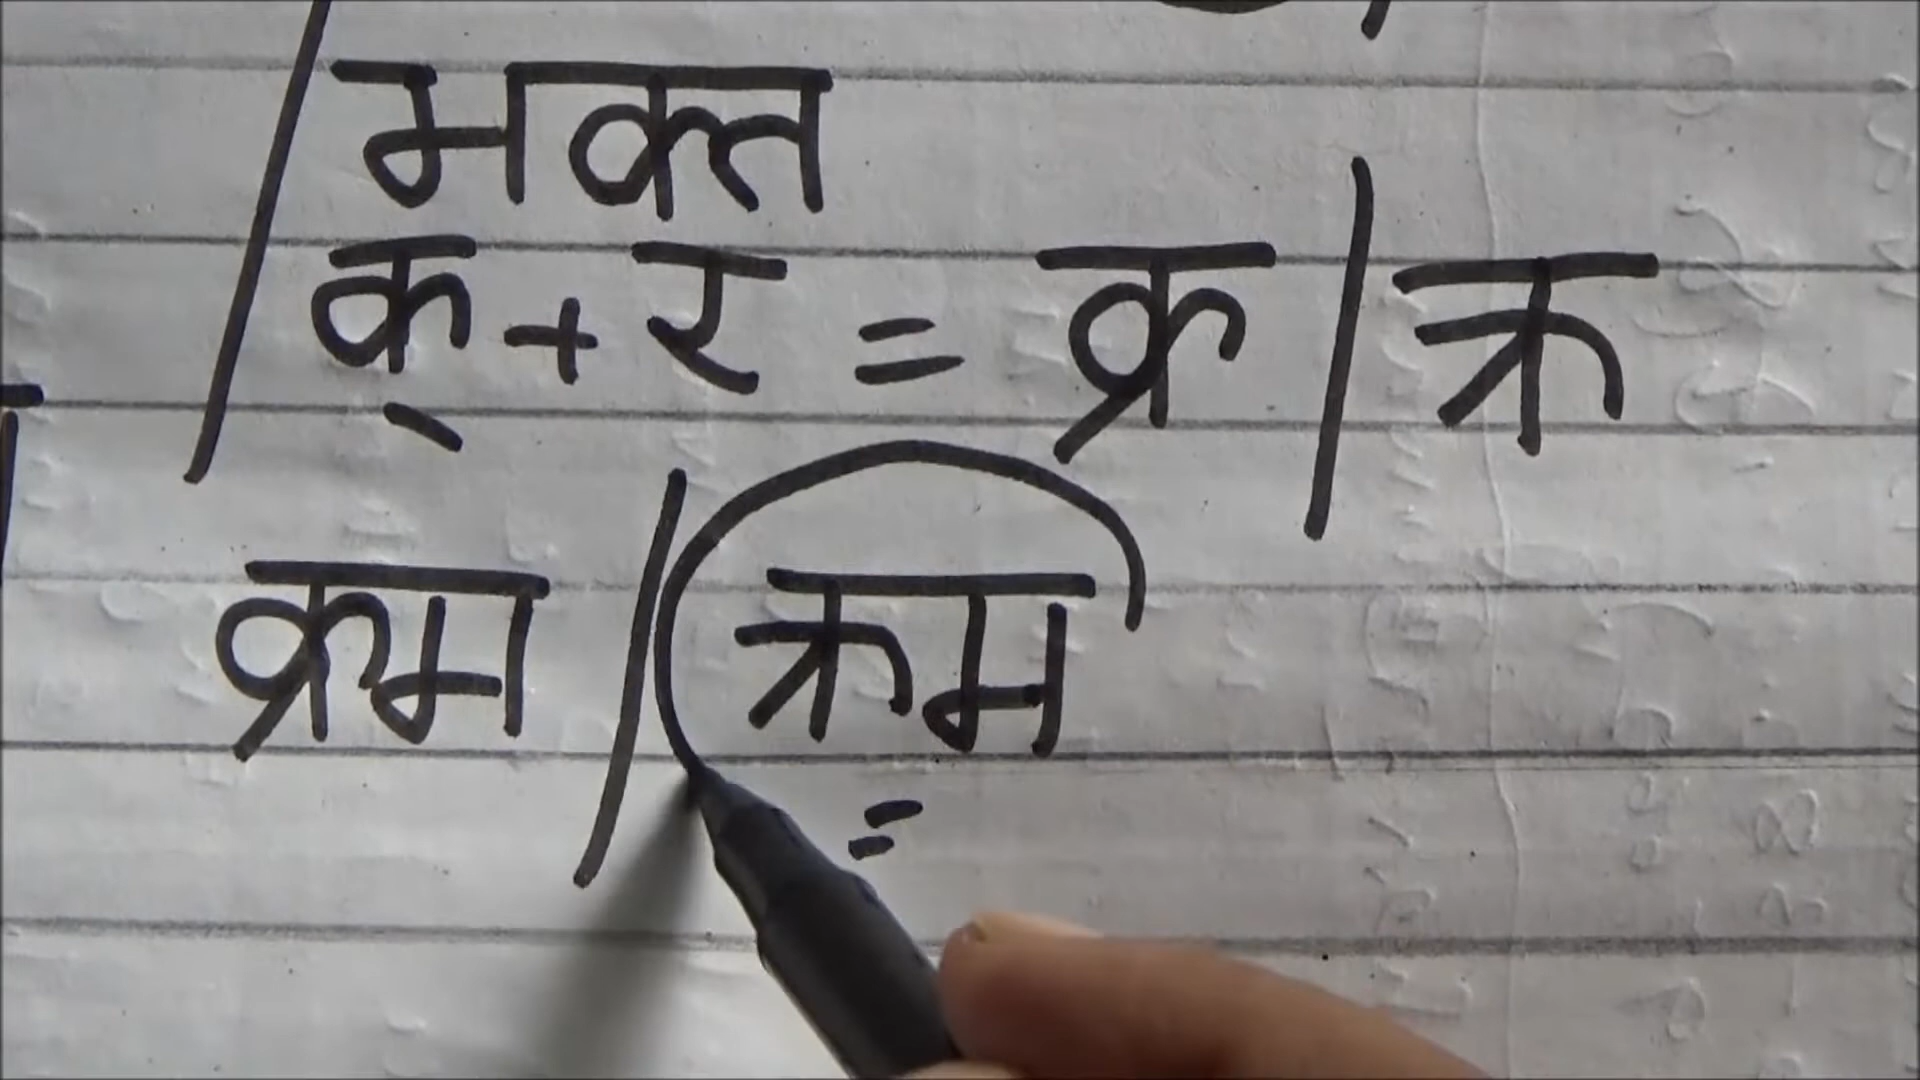 भक्त
क् + र = क्र | क्र
क्रम | क्रम
=